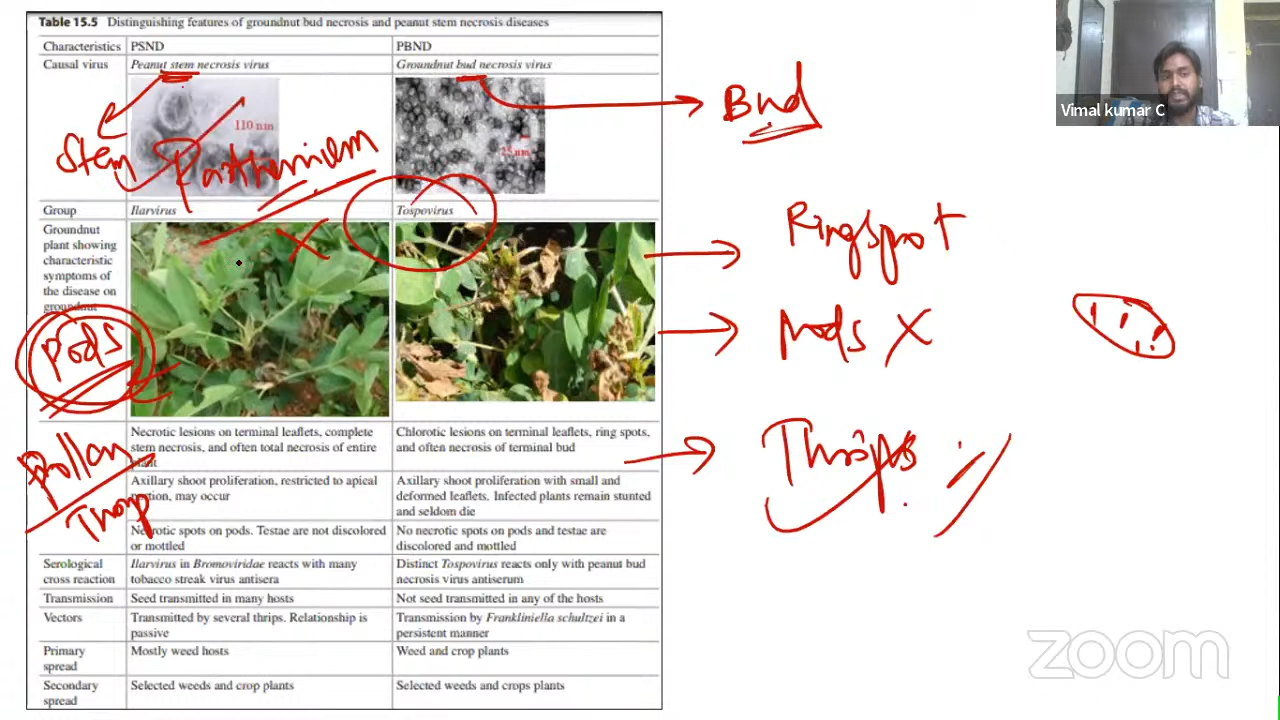 Table 15.5 Distinguishing features of groundnut bud necrosis and peanut stem necrosis diseases
Characteristics PSND PBND
Causal virus Peanut stem necrosis virus Groundnut bud necrosis virus
110 nm
25 nm
Stem
Parthenium
Bud
Group Ilarvirus Tospovirus
X
Groundnut
plant showing
characteristic
symptoms of
the disease on
groundnut
Ringspot
Pods
Pods X
Thrips
Necrotic lesions on terminal leaflets, complete
stem necrosis, and often total necrosis of entire
plant
Chlorotic lesions on terminal leaflets, ring spots,
and often necrosis of terminal bud
Pollen
Thrip
Axillary shoot proliferation, restricted to apical
portion, may occur
Axillary shoot proliferation with small and
deformed leaflets. Infected plants remain stunted
and seldom die
Necrotic spots on pods. Testae are not discolored
or mottled
No necrotic spots on pods and testae are
discolored and mottled
Serological
cross reaction
Ilarvirus in Bromoviridae reacts with many
tobacco streak virus antisera
Distinct Tospovirus reacts only with peanut bud
necrosis virus antiserum
Transmission Seed transmitted in many hosts Not seed transmitted in any of the hosts
Vectors
Transmitted by several thrips. Relationship is
passive
Transmission by Frankliniella schultzei in a
persistent manner
Primary
spread
Mostly weed hosts Weed and crop plants
Secondary
spread
Selected weeds and crop plants Selected weeds and crops plants
Vimal kumar C
zoom